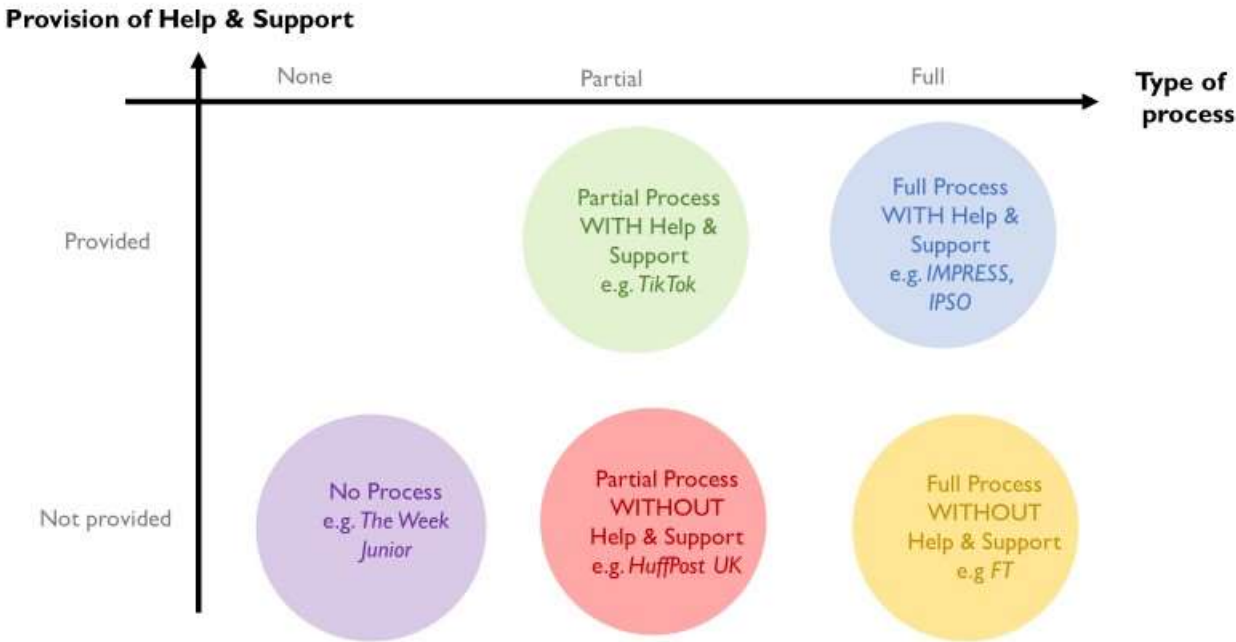 Provision of Help & Support
None
Partial
Full
Type of
process
Provided
Partial Process
WITH Help &
Support
e.g. TikTok
Full Process
WITH Help &
Support
e.g. IMPRESS,
IPSO
Not provided
No Process
e.g. The Week
Junior
Partial Process
WITHOUT
Help & Support
e.g. HuffPost UK
Full Process
WITHOUT
Help & Support
e.g FT